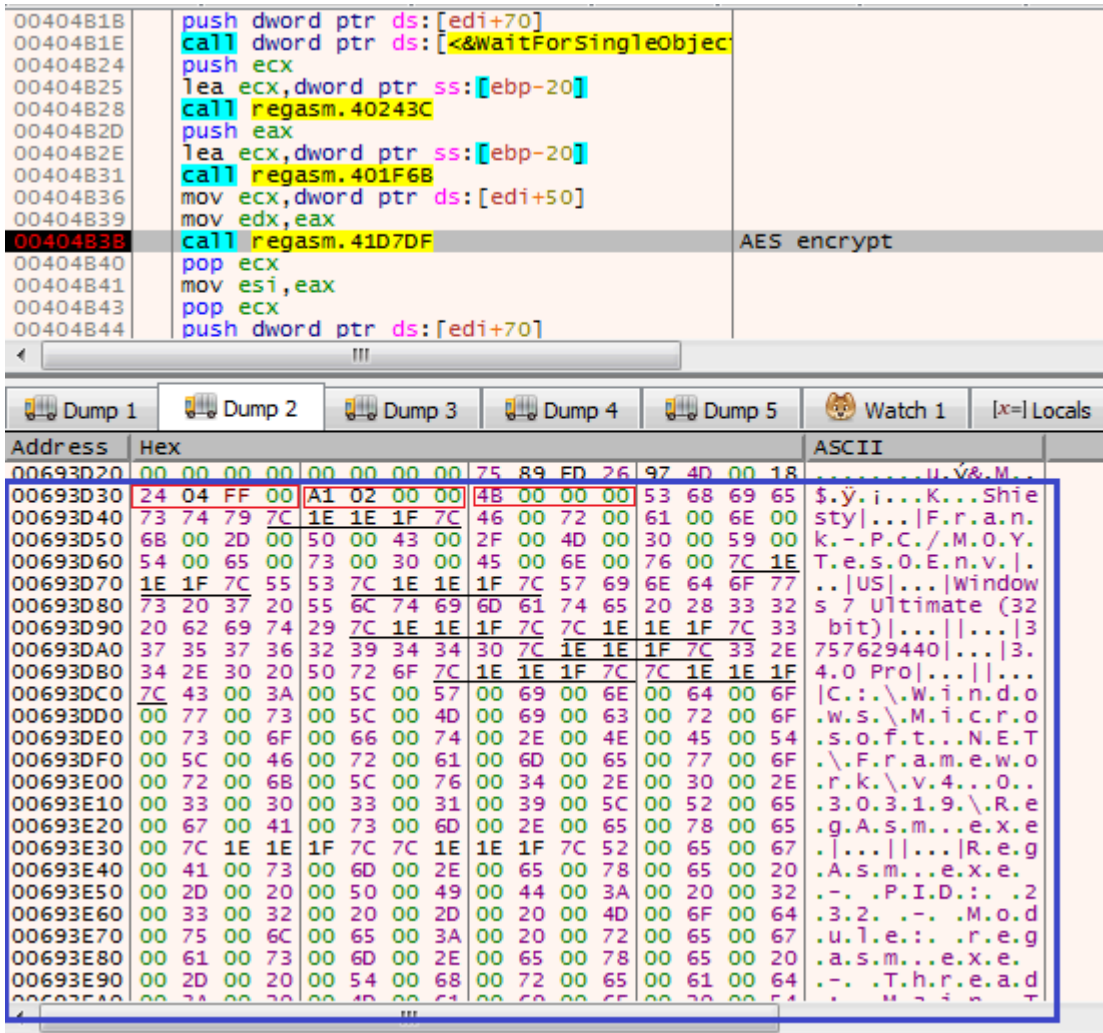 00404B1B push dword ptr ds:[edi+70]
00404B1E call dword ptr ds:[<&WaitForSingleObjec
00404B24 push ecx
00404B25 lea ecx,dword ptr ss:[ebp-20]
00404B28 call regasm.40243C
00404B2D push eax
00404B2E lea ecx,dword ptr ss:[ebp-20]
00404B31 call regasm.401F6B
00404B36 mov ecx,dword ptr ds:[edi+50]
00404B39 mov edx,eax
00404B3B call regasm.41D7DF AES encrypt
00404B40 pop ecx
00404B41 mov esi,eax
00404B43 pop ecx
00404B44 push dword ptr ds:[edi+70]
Dump 1 Dump 2 Dump 3 Dump 4 Dump 5 Watch 1 [x=] Locals
Address Hex ASCII
00693D20 00 00 00 00 00 00 00 00 75 89 FD 26 97 4D 00 18 ........u.ý&.M..
00693D30 24 04 FF 00 A1 02 00 00 4B 00 00 00 53 68 69 65 $.ÿ.¡...K...Shie
00693D40 73 74 79 7C 1E 1E 1F 7C 46 00 72 00 61 00 6E 00 sty|...|F.r.a.n.
00693D50 6B 00 2D 00 50 00 43 00 2F 00 4D 00 30 00 59 00 k.-.P.C./.M.0.Y.
00693D60 54 00 65 00 73 00 30 00 45 00 6E 00 76 00 7C 1E T.e.s.0.E.n.v.|.
00693D70 1E 1F 7C 55 53 7C 1E 1E 1F 7C 57 69 6E 64 6F 77 ..|US|...|Window
00693D80 73 20 37 20 55 6C 74 69 6D 61 74 65 20 28 33 32 s 7 Ultimate (32
00693D90 20 62 69 74 29 7C 1E 1E 1F 7C 7C 1E 1E 1F 7C 33 bit)|...||...|3
00693DA0 37 35 37 36 32 39 34 34 30 7C 1E 1E 1F 7C 33 2E 757629440|...|3.
00693DB0 34 2E 30 20 50 72 6F 7C 1E 1E 1F 7C 7C 1E 1E 1F 4.0 Pro|...||...
00693DC0 7C 43 00 3A 00 5C 00 57 00 69 00 6E 00 64 00 6F |C.:.\.W.i.n.d.o
00693DD0 00 77 00 73 00 5C 00 4D 00 69 00 63 00 72 00 6F .w.s.\.M.i.c.r.o
00693DE0 00 73 00 6F 00 66 00 74 00 2E 00 4E 00 45 00 54 .s.o.f.t...N.E.T
00693DF0 00 5C 00 46 00 72 00 61 00 6D 00 65 00 77 00 6F .\.F.r.a.m.e.w.o
00693E00 00 72 00 6B 00 5C 00 76 00 34 00 2E 00 30 00 2E .r.k.\.v.4...0..
00693E10 00 33 00 30 00 33 00 31 00 39 00 5C 00 52 00 65 .3.0.3.1.9.\.R.e
00693E20 00 67 00 41 00 73 00 6D 00 2E 00 65 00 78 00 65 .g.A.s.m...e.x.e
00693E30 00 7C 1E 1E 1F 7C 7C 1E 1E 1F 7C 52 00 65 00 67 .|...||...|R.e.g
00693E40 00 41 00 73 00 6D 00 2E 00 65 00 78 00 65 00 20 .A.s.m...e.x.e.
00693E50 00 2D 00 20 00 50 00 49 00 44 00 3A 00 20 00 32 .-. .P.I.D.:. .2
00693E60 00 33 00 32 00 20 00 2D 00 20 00 4D 00 6F 00 64 .3.2. .-. .M.o.d
00693E70 00 75 00 6C 00 65 00 3A 00 20 00 72 00 65 00 67 .u.l.e.:. .r.e.g
00693E80 00 61 00 73 00 6D 00 2E 00 65 00 78 00 65 00 20 .a.s.m...e.x.e.
00693E90 00 2D 00 20 00 54 00 68 00 72 00 65 00 61 00 64 .-. .T.h.r.e.a.d